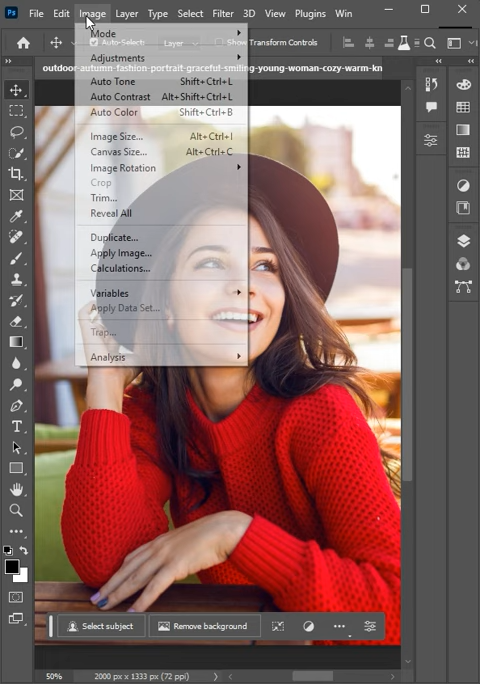 Ps File Edit Image Layer Type Select Filter 3D View Plugins Win
Auto-Select: Layer Show Transform Controls
outdoor-autumn-fashion-portrait-graceful-smiling-young-woman-cozy-warm-kn
Mode
Adjustments
Auto Tone Shift+Ctrl+L
Auto Contrast Alt+Shift+Ctrl+L
Auto Color Shift+Ctrl+B
Image Size... Alt+Ctrl+I
Canvas Size... Alt+Ctrl+C
Image Rotation
Crop
Trim...
Reveal All
Duplicate...
Apply Image...
Calculations...
Variables
Apply Data Set...
Trap...
Analysis
Select subject Remove background
50% 2000 px x 1333 px (72 ppi)